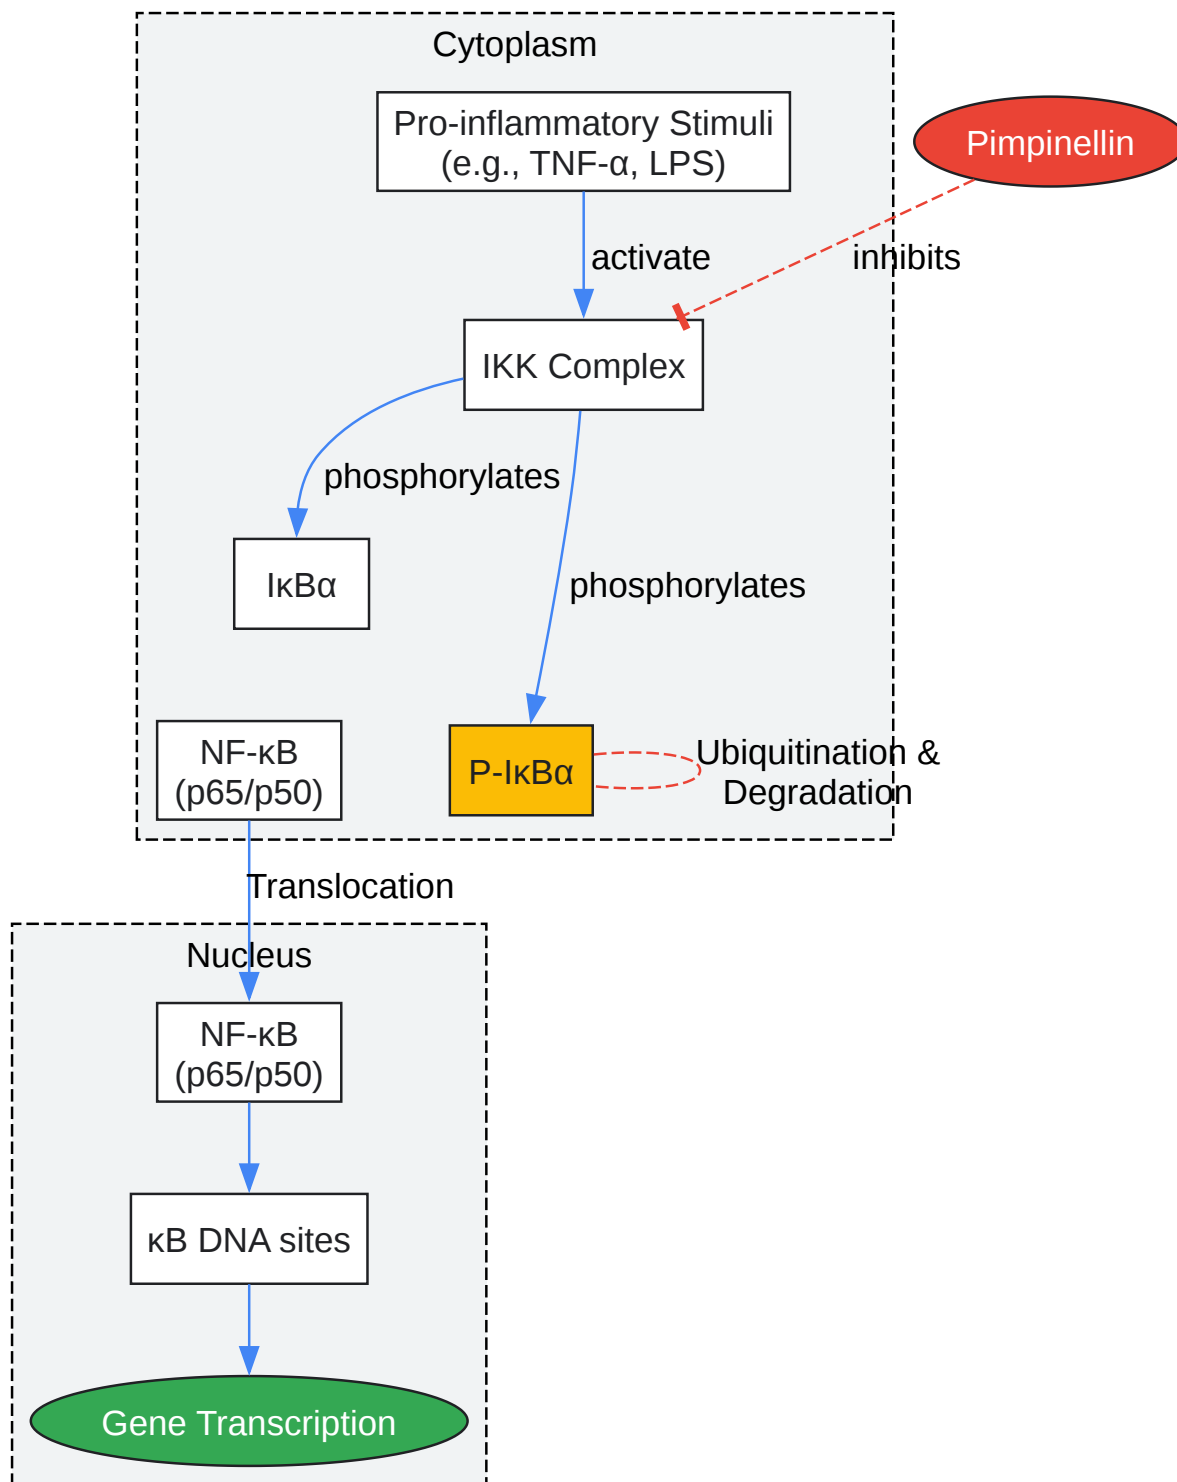 Cytoplasm
Pro-inflammatory Stimuli
(e.g., TNF-α, LPS)
Pimpinellin
activate
inhibits
IKK Complex
phosphorylates
IκBα
phosphorylates
NF-κB
(p65/p50)
P-IκBα
Ubiquitination &
Degradation
Translocation
Nucleus
NF-κB
(p65/p50)
κB DNA sites
Gene Transcription